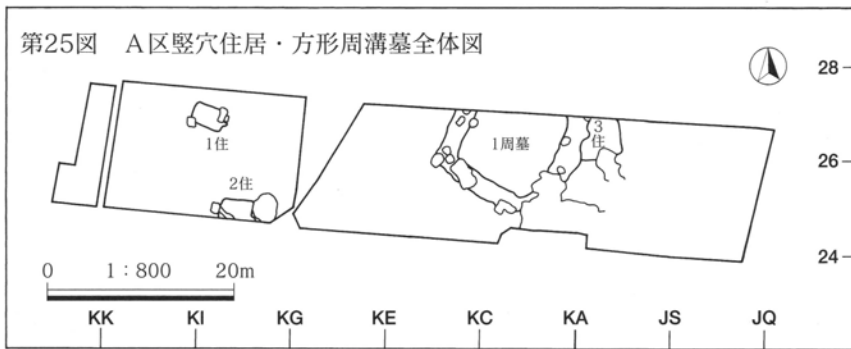 第25図　A区竪穴住居・方形周溝墓全体図
28
1住
1周墓
3住
26
2住
24
0　1：800　20m
KK KI KG KE KC KA JS JQ